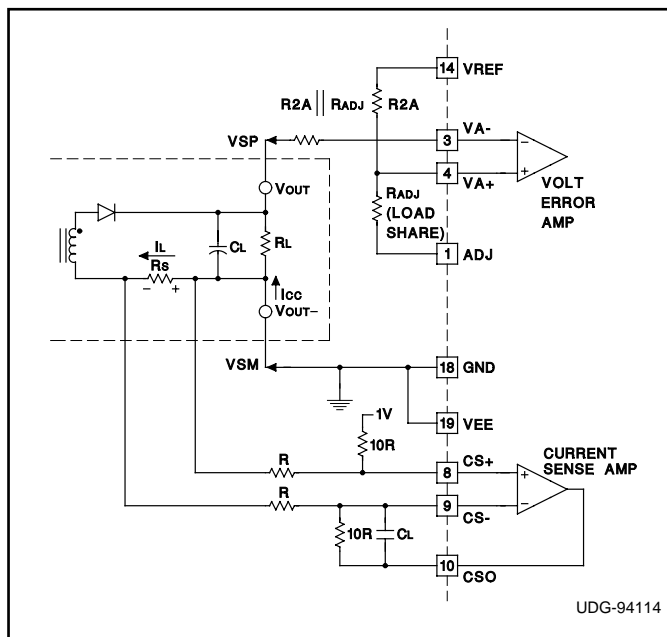 14 VREF
R2A || RADJ R2A
VSP
3 VA-
−
4 VA+
+
VOLT
ERROR
AMP
VOUT
RADJ
(LOAD
SHARE)
1 ADJ
IL
CL
RL
RS
− +
ICC
VOUT−
VSM
18 GND
1V
19 VEE
10R
CURRENT
SENSE AMP
R
8 CS+
+
R
9 CS-
−
10R CL
10 CSO
UDG-94114